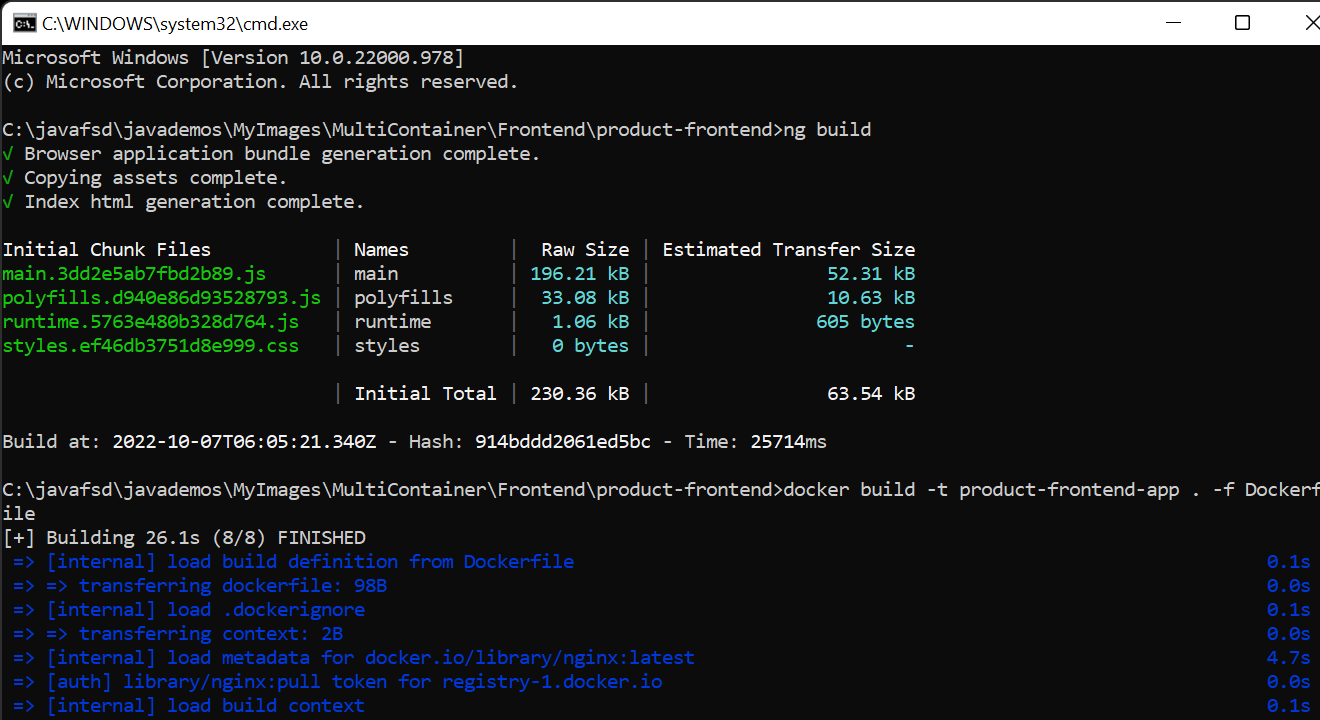 C:\WINDOWS\system32\cmd.exe
Microsoft Windows [Version 10.0.22000.978]
(c) Microsoft Corporation. All rights reserved.
C:\javafsd\javademos\MyImages\MultiContainer\Frontend\product-frontend>ng build
√ Browser application bundle generation complete.
√ Copying assets complete.
√ Index html generation complete.
Initial Chunk Files | Names | Raw Size | Estimated Transfer Size
main.3dd2e5ab7fbd2b89.js | main | 196.21 kB | 52.31 kB
polyfills.d940e86d93528793.js | polyfills | 33.08 kB | 10.63 kB
runtime.5763e480b328d764.js | runtime | 1.06 kB | 605 bytes
styles.ef46db3751d8e999.css | styles | 0 bytes | -
| Initial Total | 230.36 kB | 63.54 kB
Build at: 2022-10-07T06:05:21.340Z - Hash: 914bddd2061ed5bc - Time: 25714ms
C:\javafsd\javademos\MyImages\MultiContainer\Frontend\product-frontend>docker build -t product-frontend-app . -f Dockerf
ile
[+] Building 26.1s (8/8) FINISHED
=> [internal] load build definition from Dockerfile 0.1s
=> => transferring dockerfile: 98B 0.0s
=> [internal] load .dockerignore 0.1s
=> => transferring context: 2B 0.0s
=> [internal] load metadata for docker.io/library/nginx:latest 4.7s
=> [auth] library/nginx:pull token for registry-1.docker.io 0.0s
=> [internal] load build context 0.1s